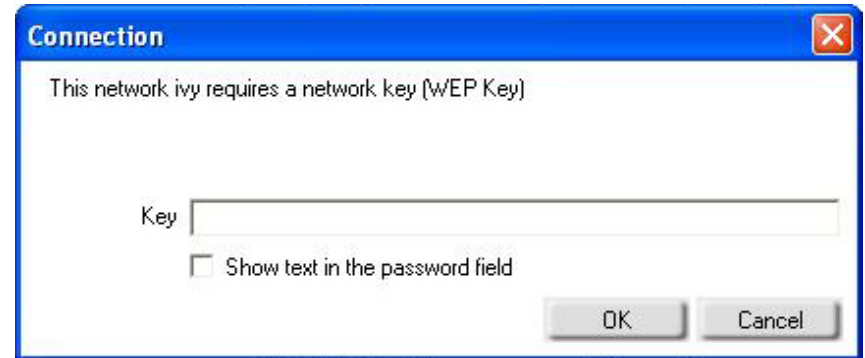 Connection
This network ivy requires a network key (WEP Key)
Key
Show text in the password field
OK Cancel